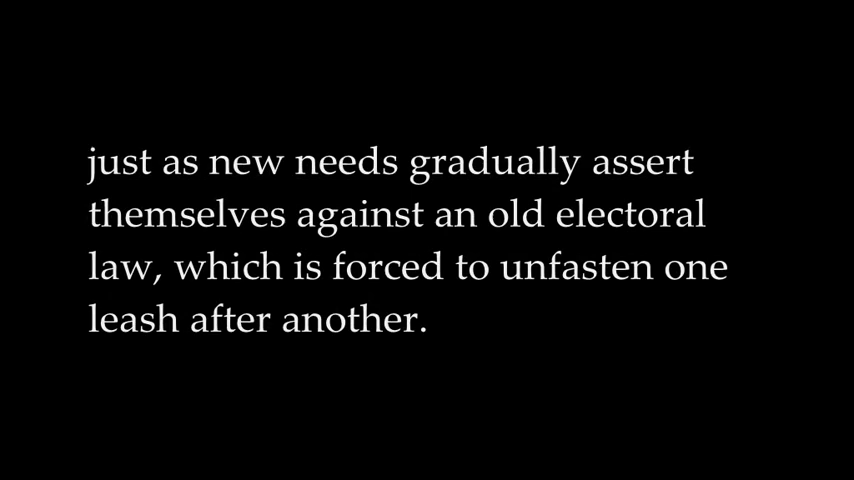 just as new needs gradually assert
themselves against an old electoral
law, which is forced to unfasten one
leash after another.